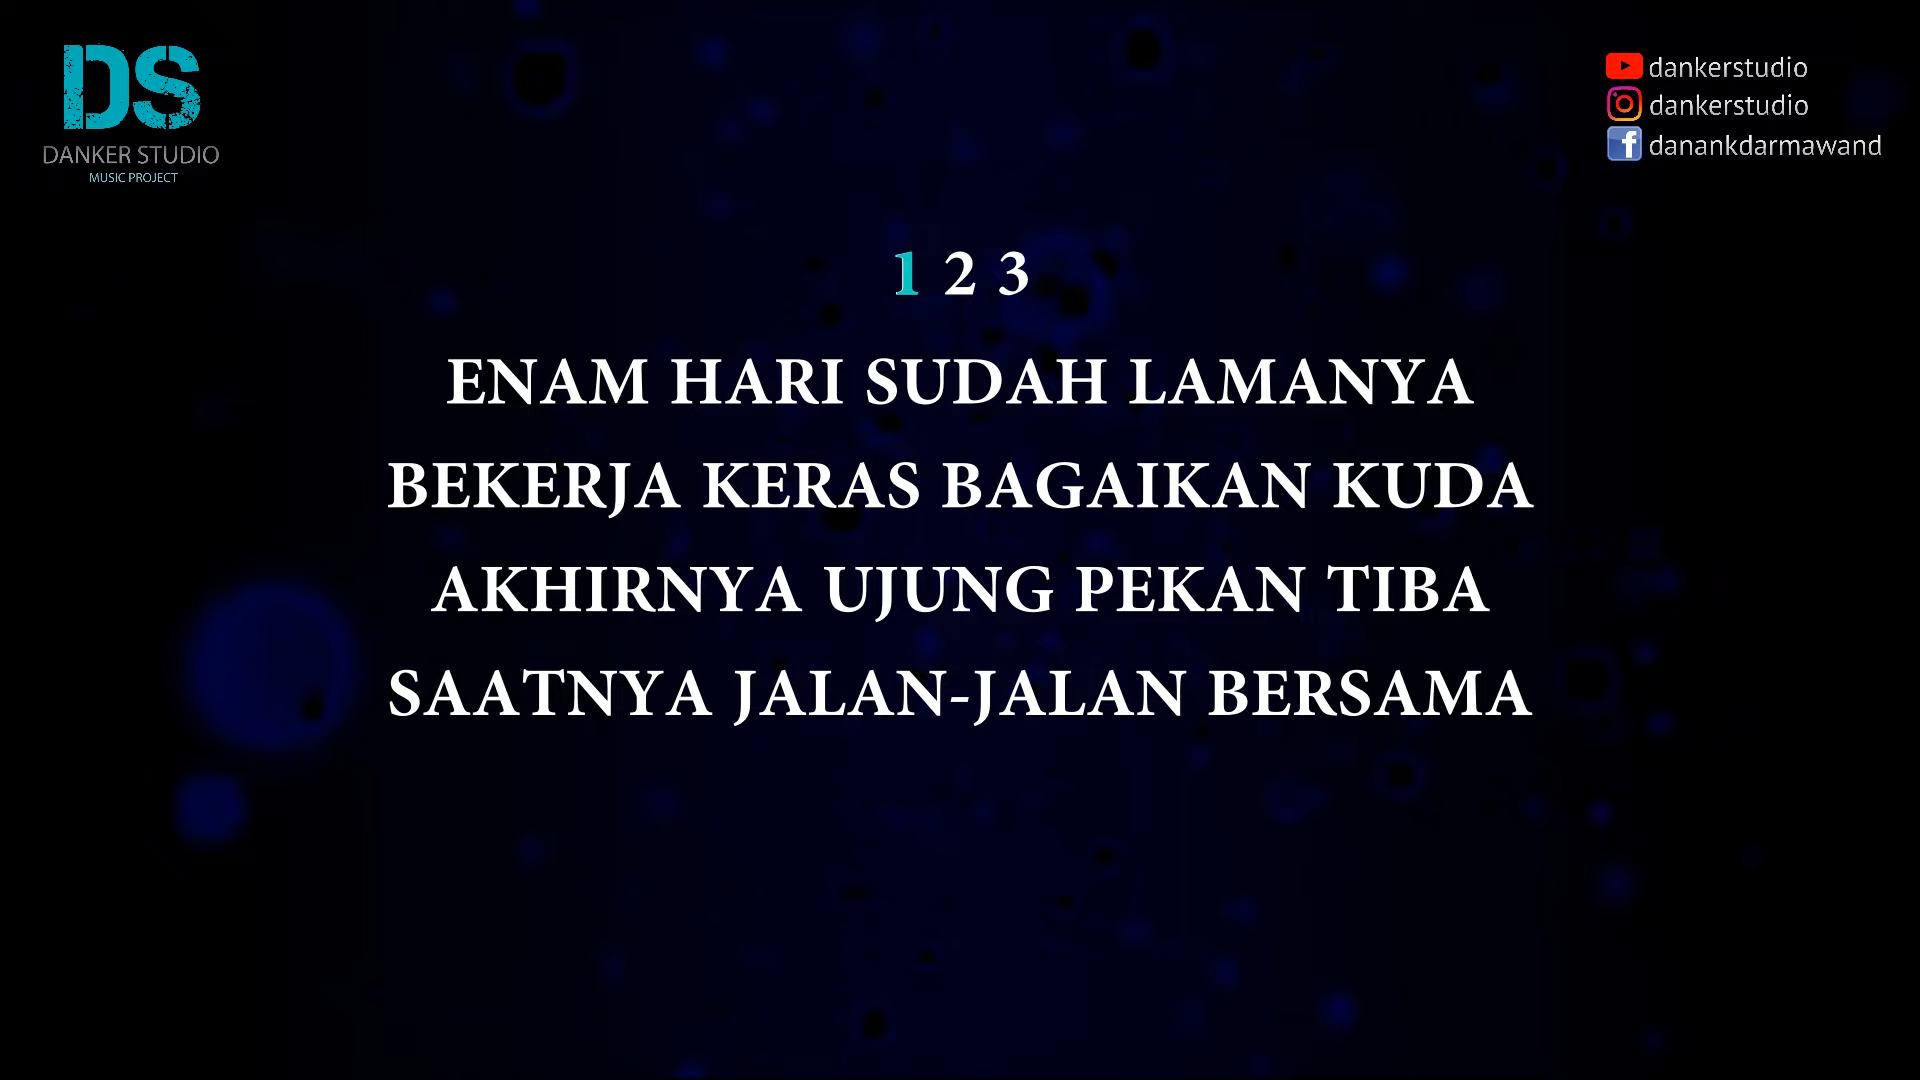 DS
DANKER STUDIO
MUSIC PROJECT
dankerstudio
dankerstudio
danankdarmawand
1 2 3
ENAM HARI SUDAH LAMANYA
BEKERJA KERAS BAGAIKAN KUDA
AKHIRNYA UJUNG PEKAN TIBA
SAATNYA JALAN-JALAN BERSAMA